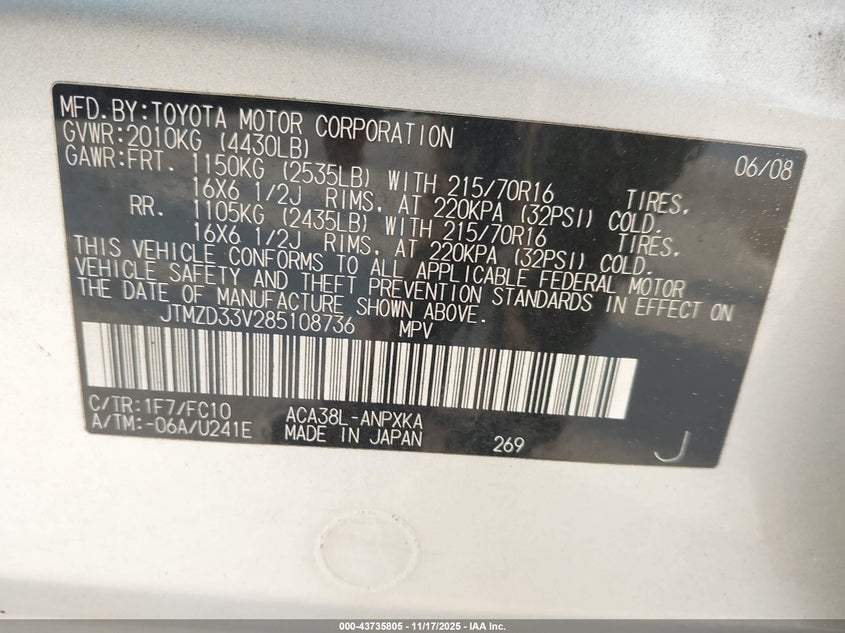 MFD.BY:TOYOTA MOTOR CORPORATION 06/08
GVWR:2010KG (4430LB)
GAWR:FRT. 1150KG (2535LB) WITH 215/70R16 TIRES,
16X6 1/2J RIMS, AT 220KPA (32PSI) COLD.
RR. 1105KG (2435LB) WITH 215/70R16 TIRES,
16X6 1/2J RIMS, AT 220KPA (32PSI) COLD.
THIS VEHICLE CONFORMS TO ALL APPLICABLE FEDERAL MOTOR
VEHICLE SAFETY AND THEFT PREVENTION STANDARDS IN EFFECT ON
THE DATE OF MANUFACTURE SHOWN ABOVE.
JTMZD33V285108736 MPV
C/TR:1F7/FC10 ACA38L-ANPXKA
A/TM:-06A/U241E MADE IN JAPAN 269 J
000-43735805 - 11/17/2025 - IAA Inc.